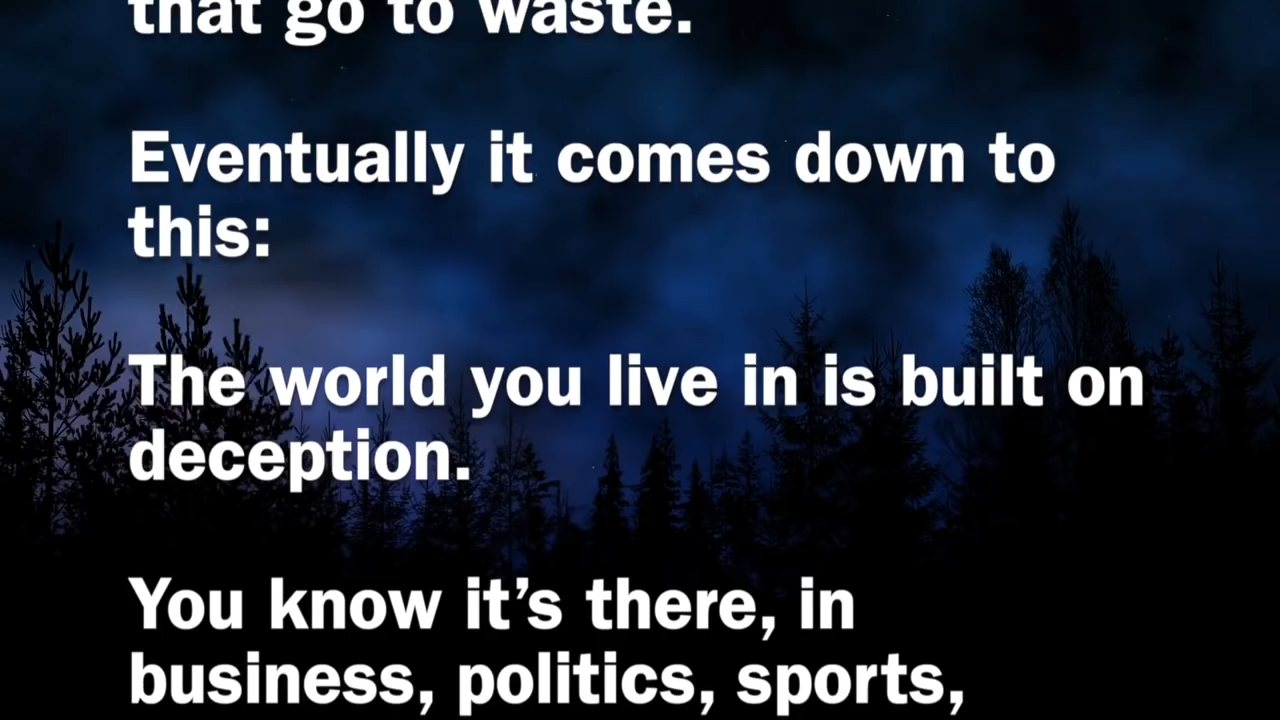 that go to waste.
Eventually it comes down to
this:
The world you live in is built on
deception.
You know it’s there, in
business, politics, sports,